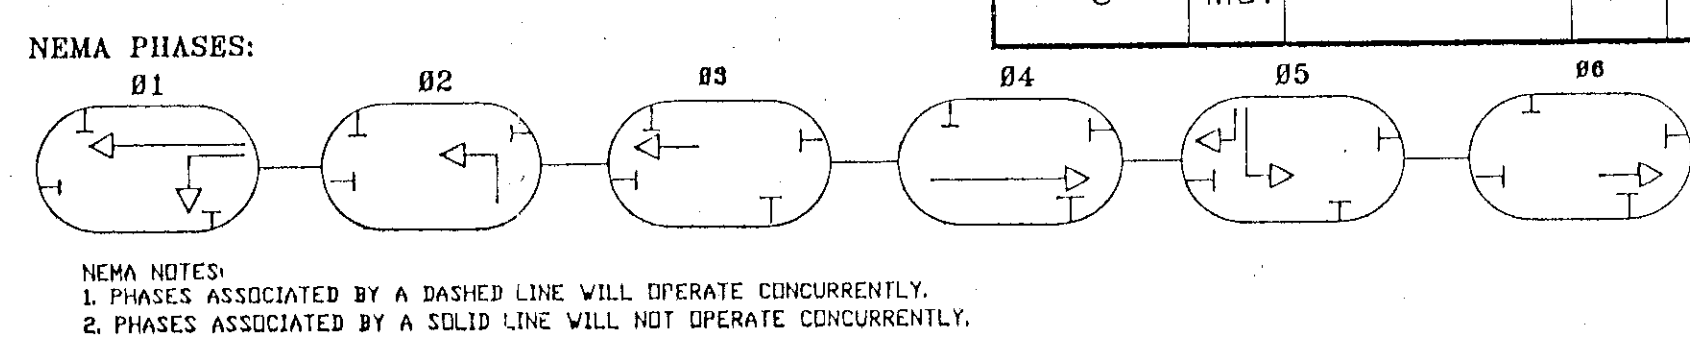 NEMA PHASES:
Ø1 Ø2 Ø3 Ø4 Ø5 Ø6
NEMA NOTES:
1. PHASES ASSOCIATED BY A DASHED LINE WILL OPERATE CONCURRENTLY.
2. PHASES ASSOCIATED BY A SOLID LINE WILL NOT OPERATE CONCURRENTLY.